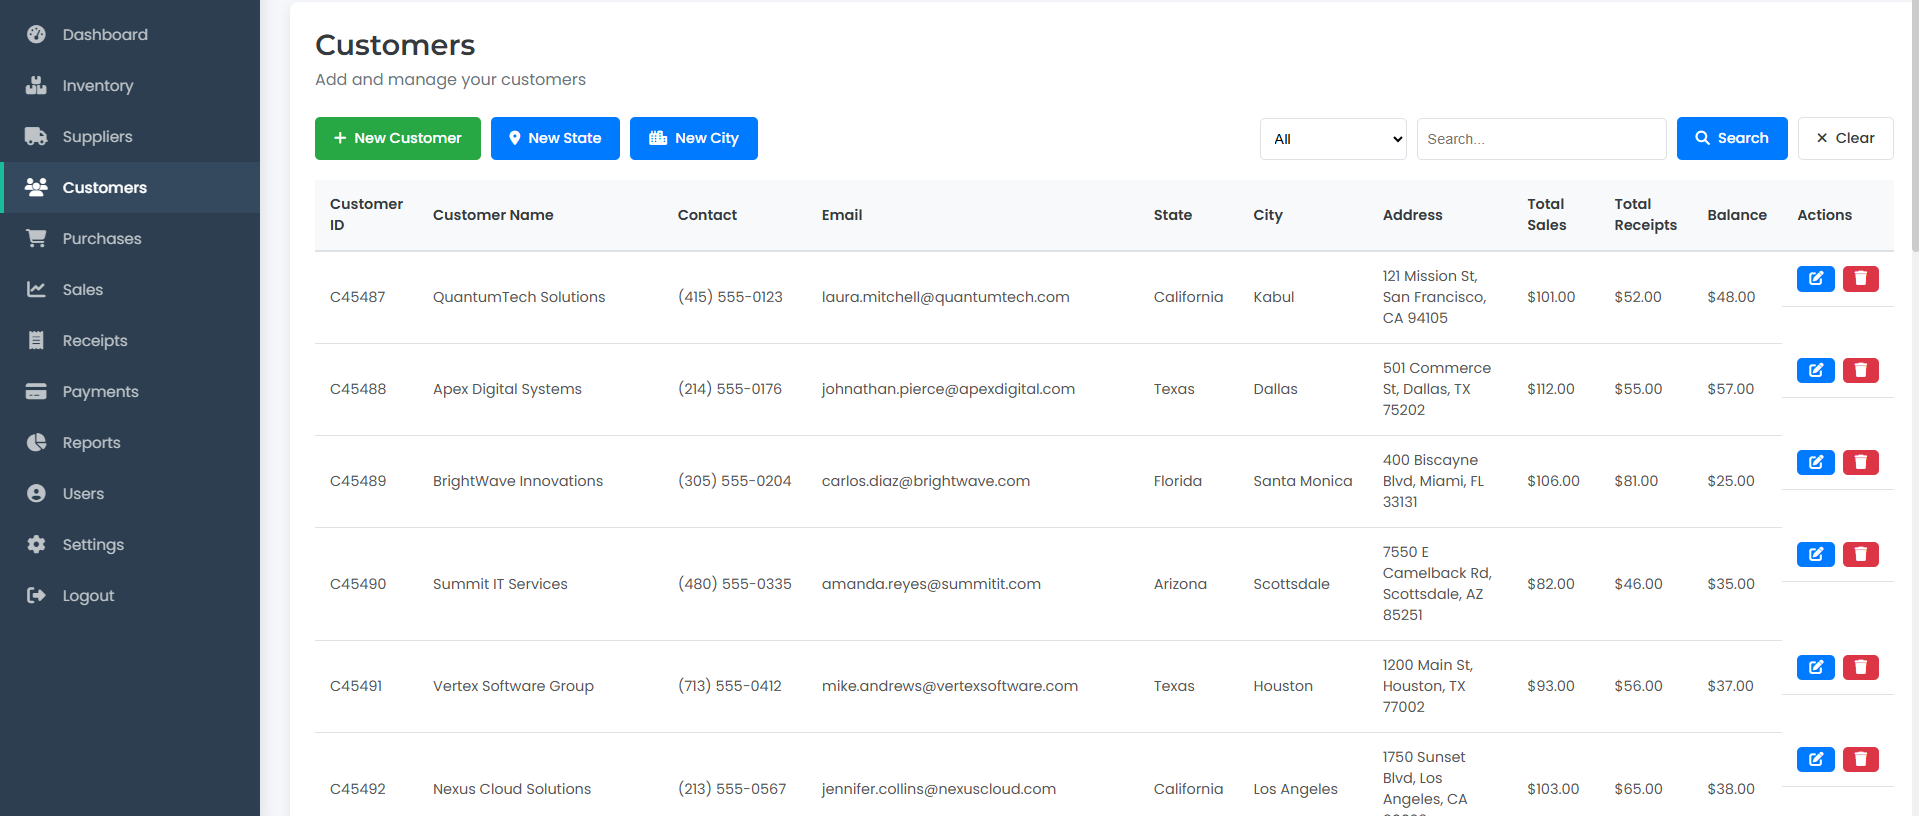 Dashboard
Inventory
Suppliers
Customers
Purchases
Sales
Receipts
Payments
Reports
Users
Settings
Logout
Customers
Add and manage your customers
+ New Customer
New State
New City
All
Search...
Search
× Clear
Customer ID
Customer Name
Contact
Email
State
City
Address
Total Sales
Total Receipts
Balance
Actions
C45487
QuantumTech Solutions
(415) 555-0123
laura.mitchell@quantumtech.com
California
Kabul
121 Mission St,
San Francisco,
CA 94105
$101.00
$52.00
$48.00
C45488
Apex Digital Systems
(214) 555-0176
johnathan.pierce@apexdigital.com
Texas
Dallas
501 Commerce
St, Dallas, TX
75202
$112.00
$55.00
$57.00
C45489
BrightWave Innovations
(305) 555-0204
carlos.diaz@brightwave.com
Florida
Santa Monica
400 Biscayne
Blvd, Miami, FL
33131
$106.00
$81.00
$25.00
C45490
Summit IT Services
(480) 555-0335
amanda.reyes@summitit.com
Arizona
Scottsdale
7550 E
Camelback Rd,
Scottsdale, AZ
85251
$82.00
$46.00
$35.00
C45491
Vertex Software Group
(713) 555-0412
mike.andrews@vertexsoftware.com
Texas
Houston
1200 Main St,
Houston, TX
77002
$93.00
$56.00
$37.00
C45492
Nexus Cloud Solutions
(213) 555-0567
jennifer.collins@nexuscloud.com
California
Los Angeles
1750 Sunset
Blvd, Los
Angeles, CA
$103.00
$65.00
$38.00